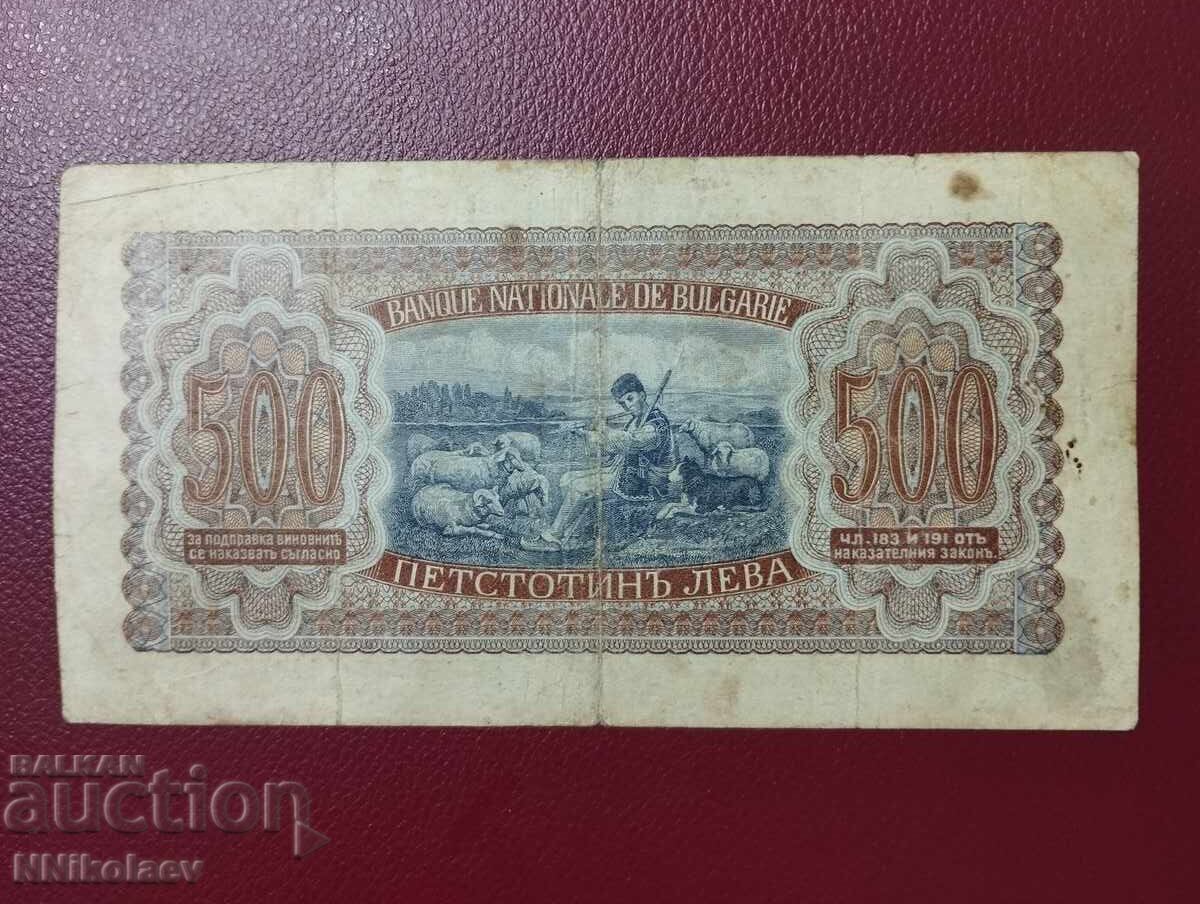 BANQUE NATIONALE DE BULGARIE
500
500
за подправка виновнитѣ
се наказватъ съгласно
чл. 183 и 191 отъ
наказателния законъ.
ПЕТСТОТИНЪ ЛЕВА
BALKAN
auction
NNikolaev